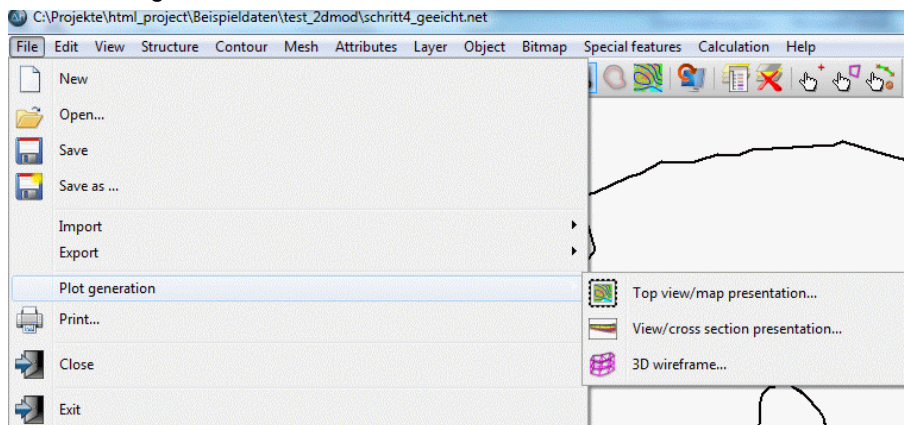 C:\Projekte\html_project\Beispieldaten\test_2dmod\schritt4_geeicht.net
File Edit View Structure Contour Mesh Attributes Layer Object Bitmap Special features Calculation Help
New
Open...
Save
Save as ...
Import
Export
Plot generation
Top view/map presentation...
Print...
View/cross section presentation...
Close
3D wireframe...
Exit